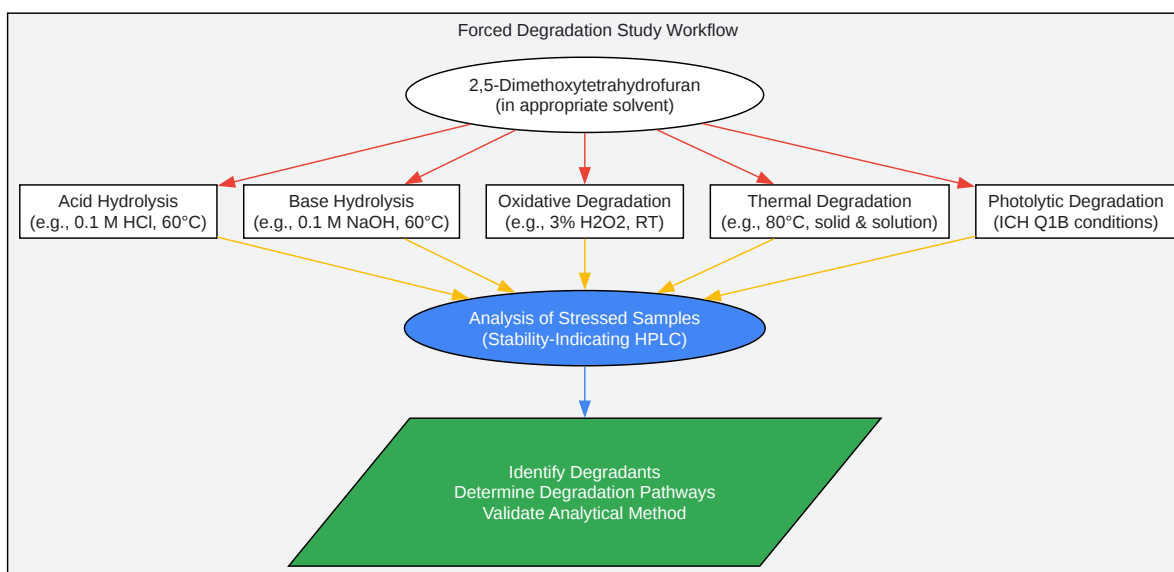 Forced Degradation Study Workflow
2,5-Dimethoxytetrahydrofuran
(in appropriate solvent)
Acid Hydrolysis
(e.g., 0.1 M HCl, 60°C)
Base Hydrolysis
(e.g., 0.1 M NaOH, 60°C)
Oxidative Degradation
(e.g., 3% H2O2, RT)
Thermal Degradation
(e.g., 80°C, solid & solution)
Photolytic Degradation
(ICH Q1B conditions)
Analysis of Stressed Samples
(Stability-Indicating HPLC)
Identify Degradants
Determine Degradation Pathways
Validate Analytical Method